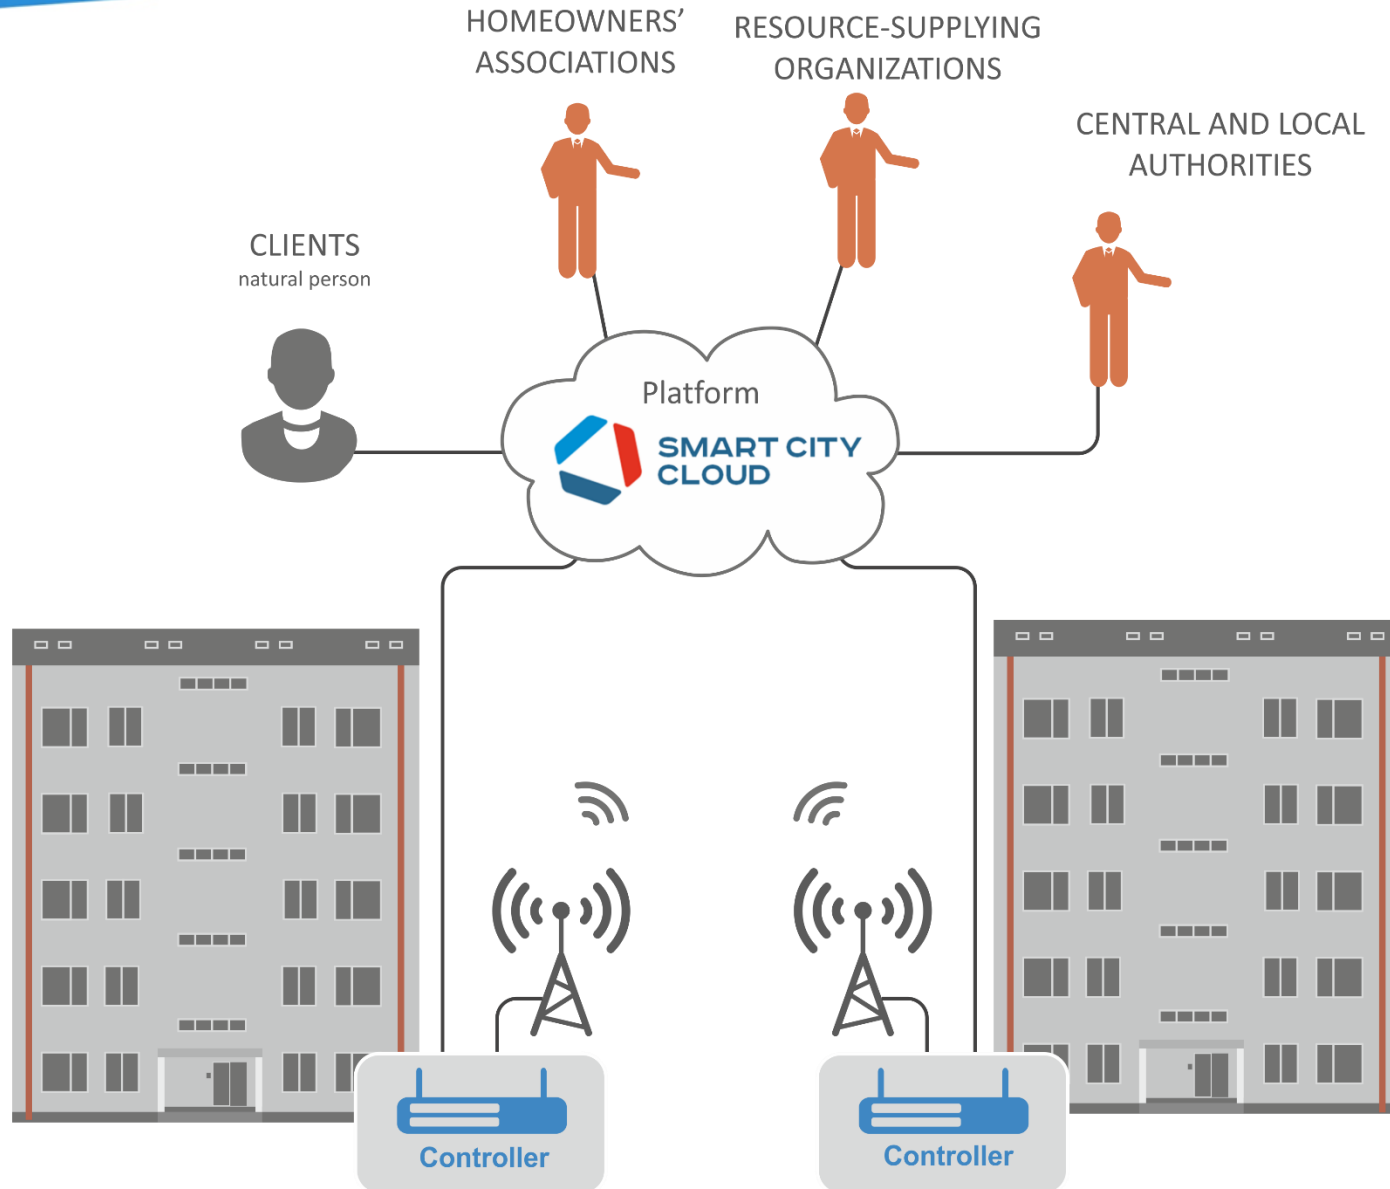 HOMEOWNERS’
ASSOCIATIONS
RESOURCE-SUPPLYING
ORGANIZATIONS
CENTRAL AND LOCAL
AUTHORITIES
CLIENTS
natural person
Platform
SMART CITY
CLOUD
Controller
Controller